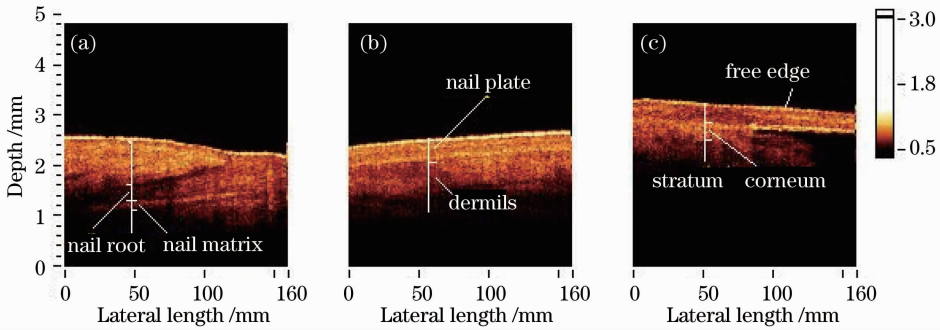 5
4
3
2
1
0
Depth /mm
(a)
nail root
nail matrix
0
50
100
160
Lateral length /mm
(b)
nail plate
dermils
0
50
100
160
Lateral length /mm
(c)
free edge
stratum corneum
0
50
100
160
Lateral length /mm
3.0
1.8
0.5